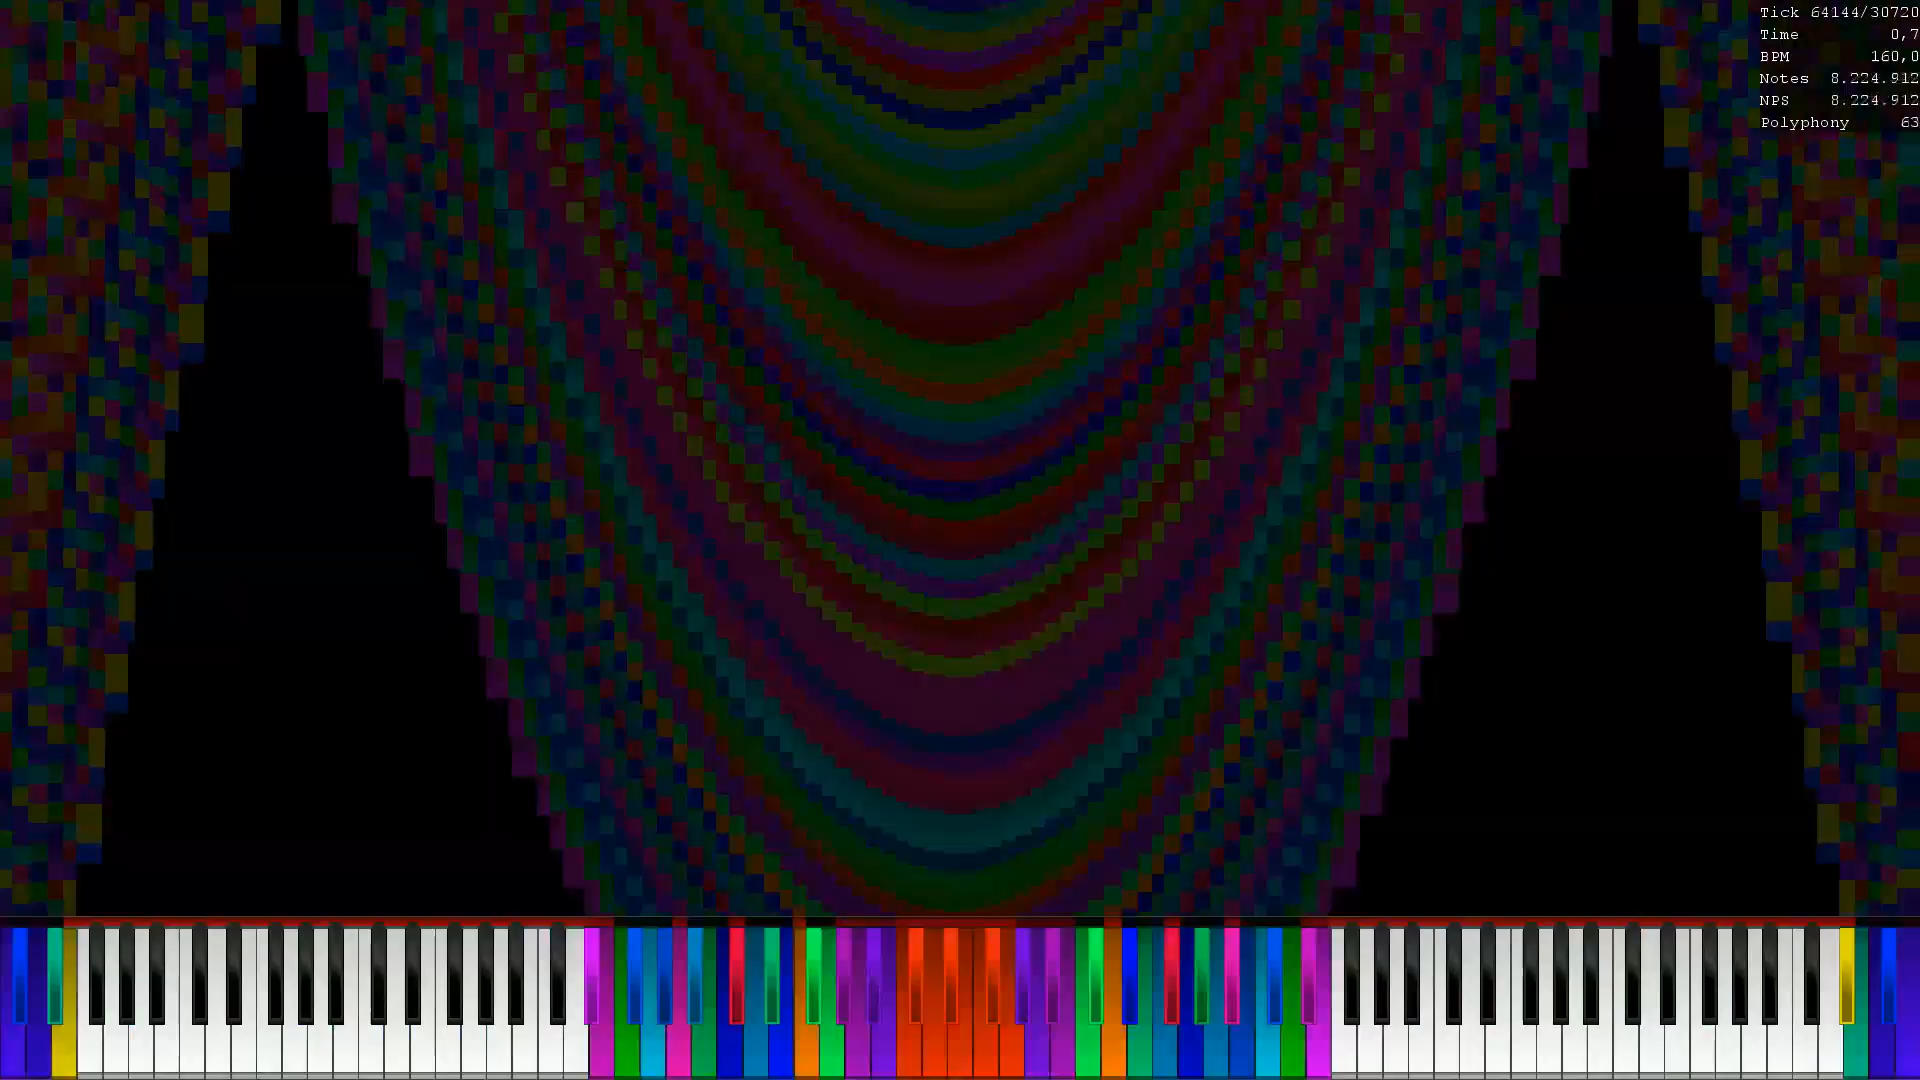 Tick 64144/30720
Time 0,7
BPM 160,0
Notes 8.224.912
NPS 8.224.912
Polyphony 63